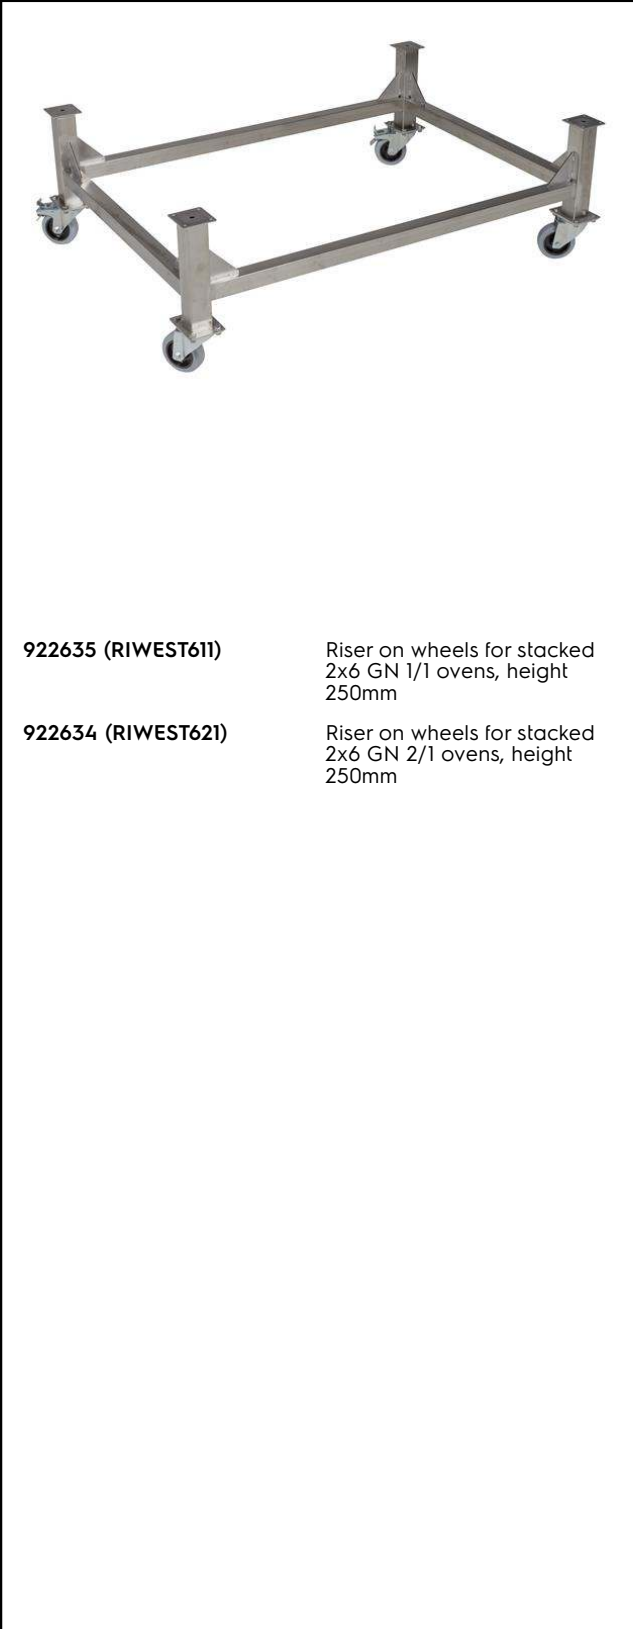 922635 (RIWEST611)
Riser on wheels for stacked
2x6 GN 1/1 ovens, height
250mm
922634 (RIWEST621)
Riser on wheels for stacked
2x6 GN 2/1 ovens, height
250mm